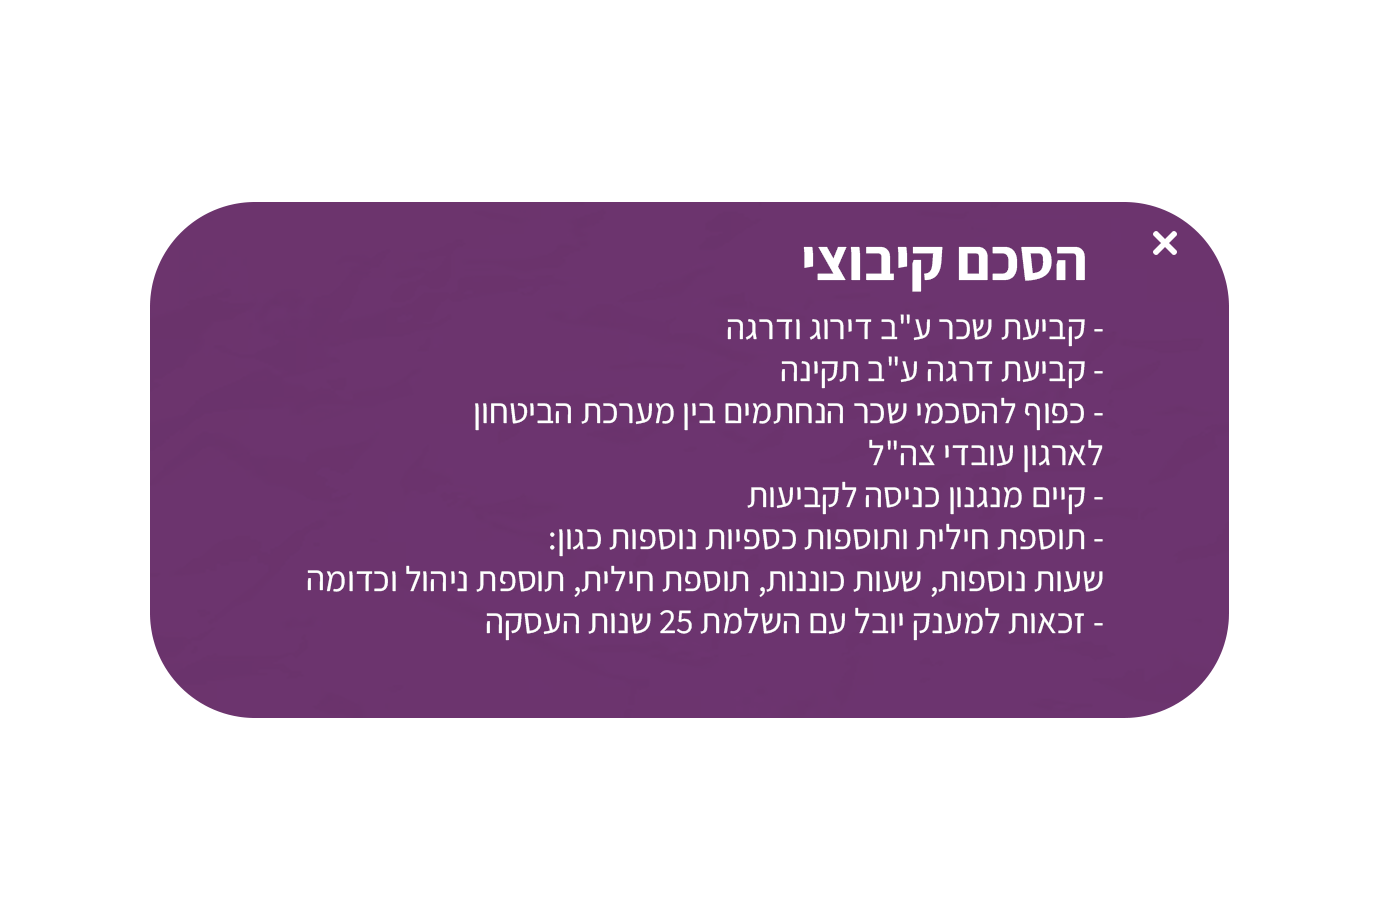 הסכם קיבוצי
- קביעת שכר ע"ב דירוג ודרגה
- קביעת דרגה ע"ב תקינה
- כפוף להסכמי שכר הנחתמים בין מערכת הביטחון
לארגון עובדי צה"ל
- קיים מנגנון כניסה לקביעות
- תוספת חילית ותוספות כספיות נוספות כגון:
שעות נוספות, שעות כוננות, תוספת חילית, תוספת ניהול וכדומה
- זכאות למענק יובל עם השלמת 25 שנות העסקה